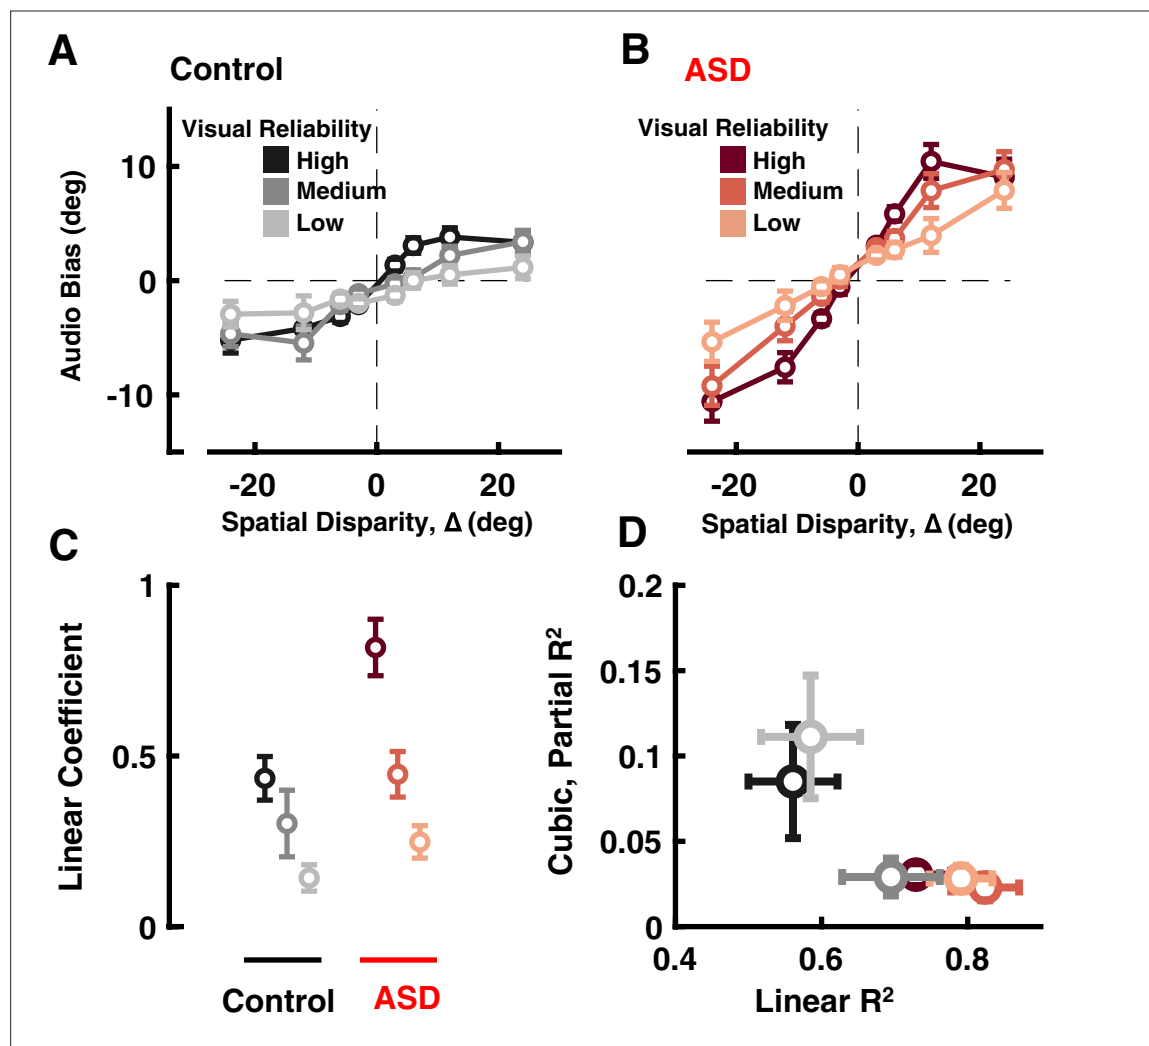 A
Control
Visual Reliability
High
Medium
Low
Audio Bias (deg)
10
0
-10
-20
0
20
Spatial Disparity, Δ (deg)
B
ASD
Visual Reliability
High
Medium
Low
-20
0
20
Spatial Disparity, Δ (deg)
C
Linear Coefficient
1
0.5
0
Control
ASD
D
Cubic, Partial R²
0.2
0.15
0.1
0.05
0
0.4
0.6
0.8
Linear R²